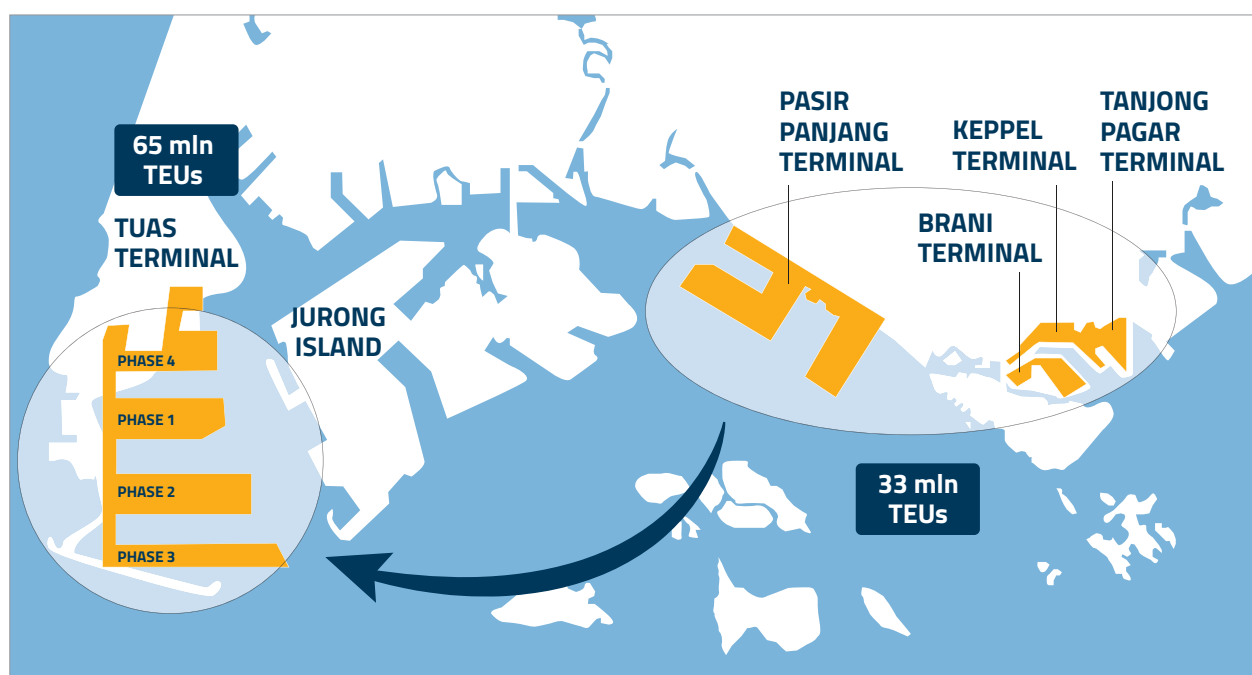 65 mln
TEUs
TUAS
TERMINAL
JURONG
ISLAND
PHASE 4
PHASE 1
PHASE 2
PHASE 3
PASIR
PANJANG
TERMINAL
KEPPEL
TERMINAL
TANJONG
PAGAR
TERMINAL
BRANI
TERMINAL
33 mln
TEUs